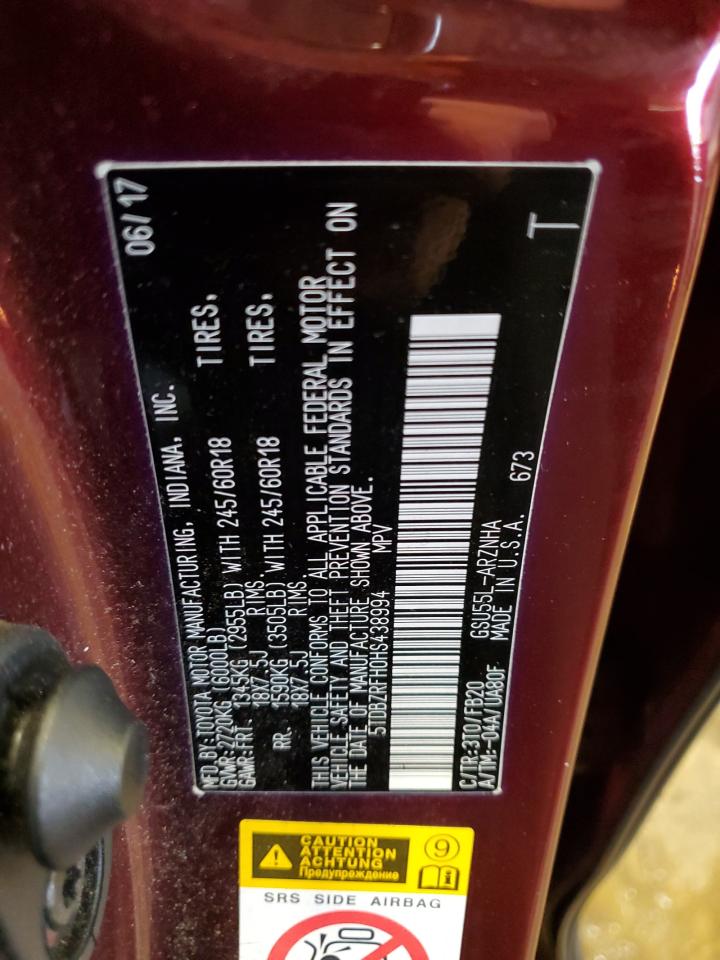 06/17
MFD. BY: TOYOTA MOTOR MANUFACTURING, INDIANA, INC.
GVWR: 2720KG (6000LB)
GAWR: FRT. 1345KG (2955LB) WITH 245/60R18 TIRES,
18X7.5J RIMS.
RR. 1590KG (3505LB) WITH 245/60R18 TIRES,
18X7.5J RIMS.
THIS VEHICLE CONFORMS TO ALL APPLICABLE FEDERAL MOTOR
VEHICLE SAFETY AND THEFT PREVENTION STANDARDS IN EFFECT ON
THE DATE OF MANUFACTURE SHOWN ABOVE.
5TDBZRFH0HS438994 MPV
C/TR: 3Q0/FB20 GSU55L-ARZNHA
A/TM: -04A/UA80F MADE IN U.S.A. 673
T
CAUTION
ATTENTION
ACHTUNG
Предупреждение
9
SRS SIDE AIRBAG